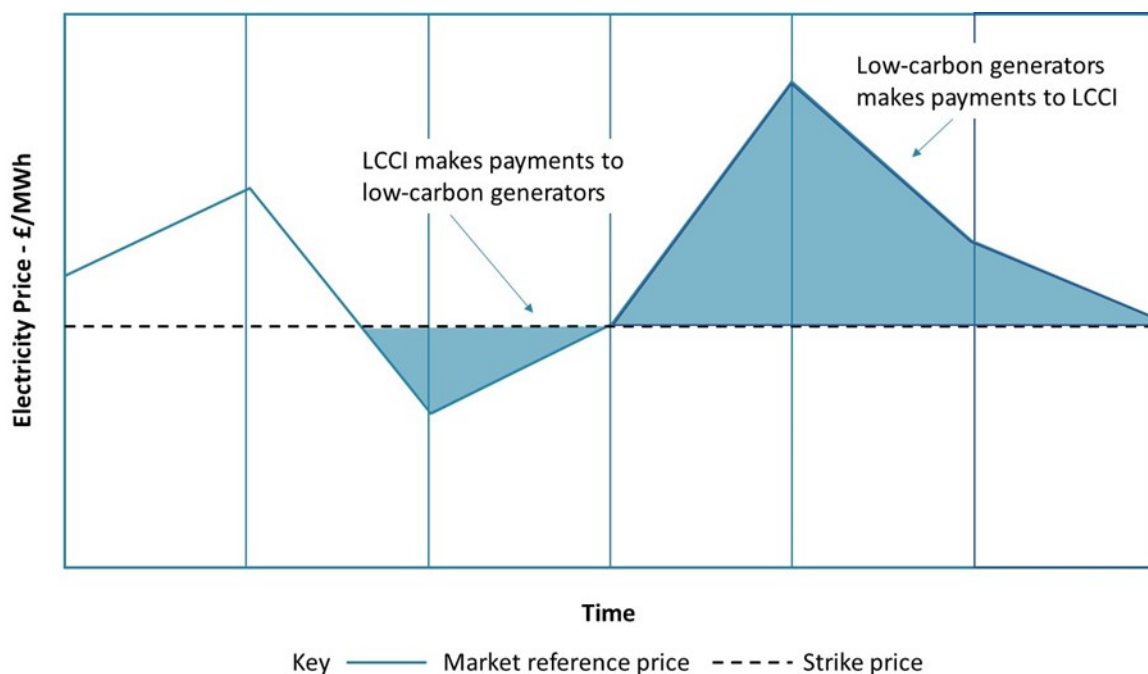 Low-carbon generators
makes payments to LCCI
LCCI makes payments to
low-carbon generators
Electricity Price - £/MWh
Time
Key Market reference price Strike price